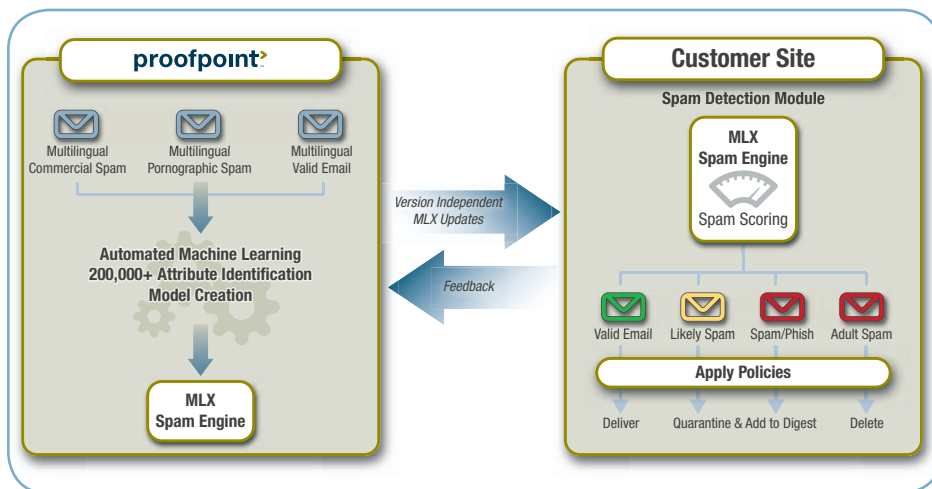 proofpoint
Multilingual
Commercial Spam
Multilingual
Pornographic Spam
Multilingual
Valid Email
Automated Machine Learning
200,000+ Attribute Identification
Model Creation
MLX
Spam Engine
Version Independent
MLX Updates
Feedback
Customer Site
Spam Detection Module
MLX
Spam Engine
Spam Scoring
Valid Email
Likely Spam
Spam/Phish
Adult Spam
Apply Policies
Deliver
Quarantine & Add to Digest
Delete